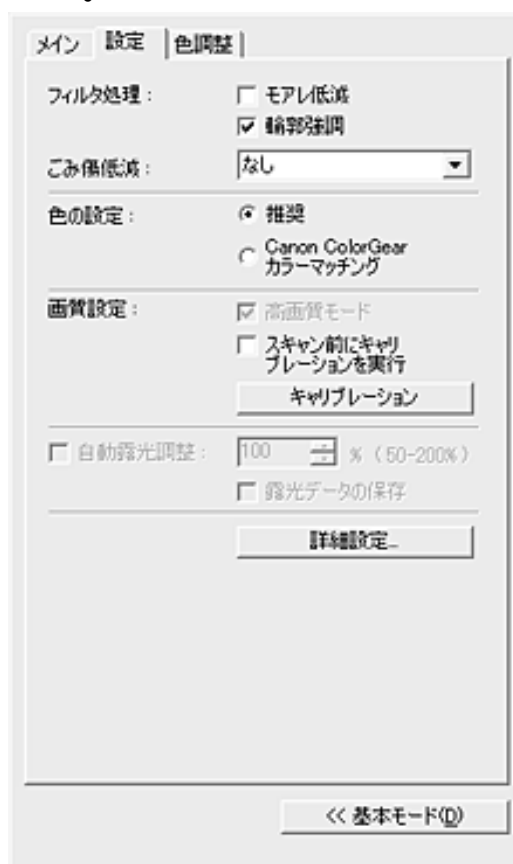 メイン 設定 色調整
フィルタ処理： モアレ低減
輪郭強調
ごみ傷低減： なし
色の設定： 推奨
Canon ColorGear
カラーマッチング
画質設定： 高画質モード
スキャン前にキャリ
ブレーションを実行
キャリブレーション
自動露光調整： 100 % (50-200%)
露光データの保存
詳細設定...
<< 基本モード(D)